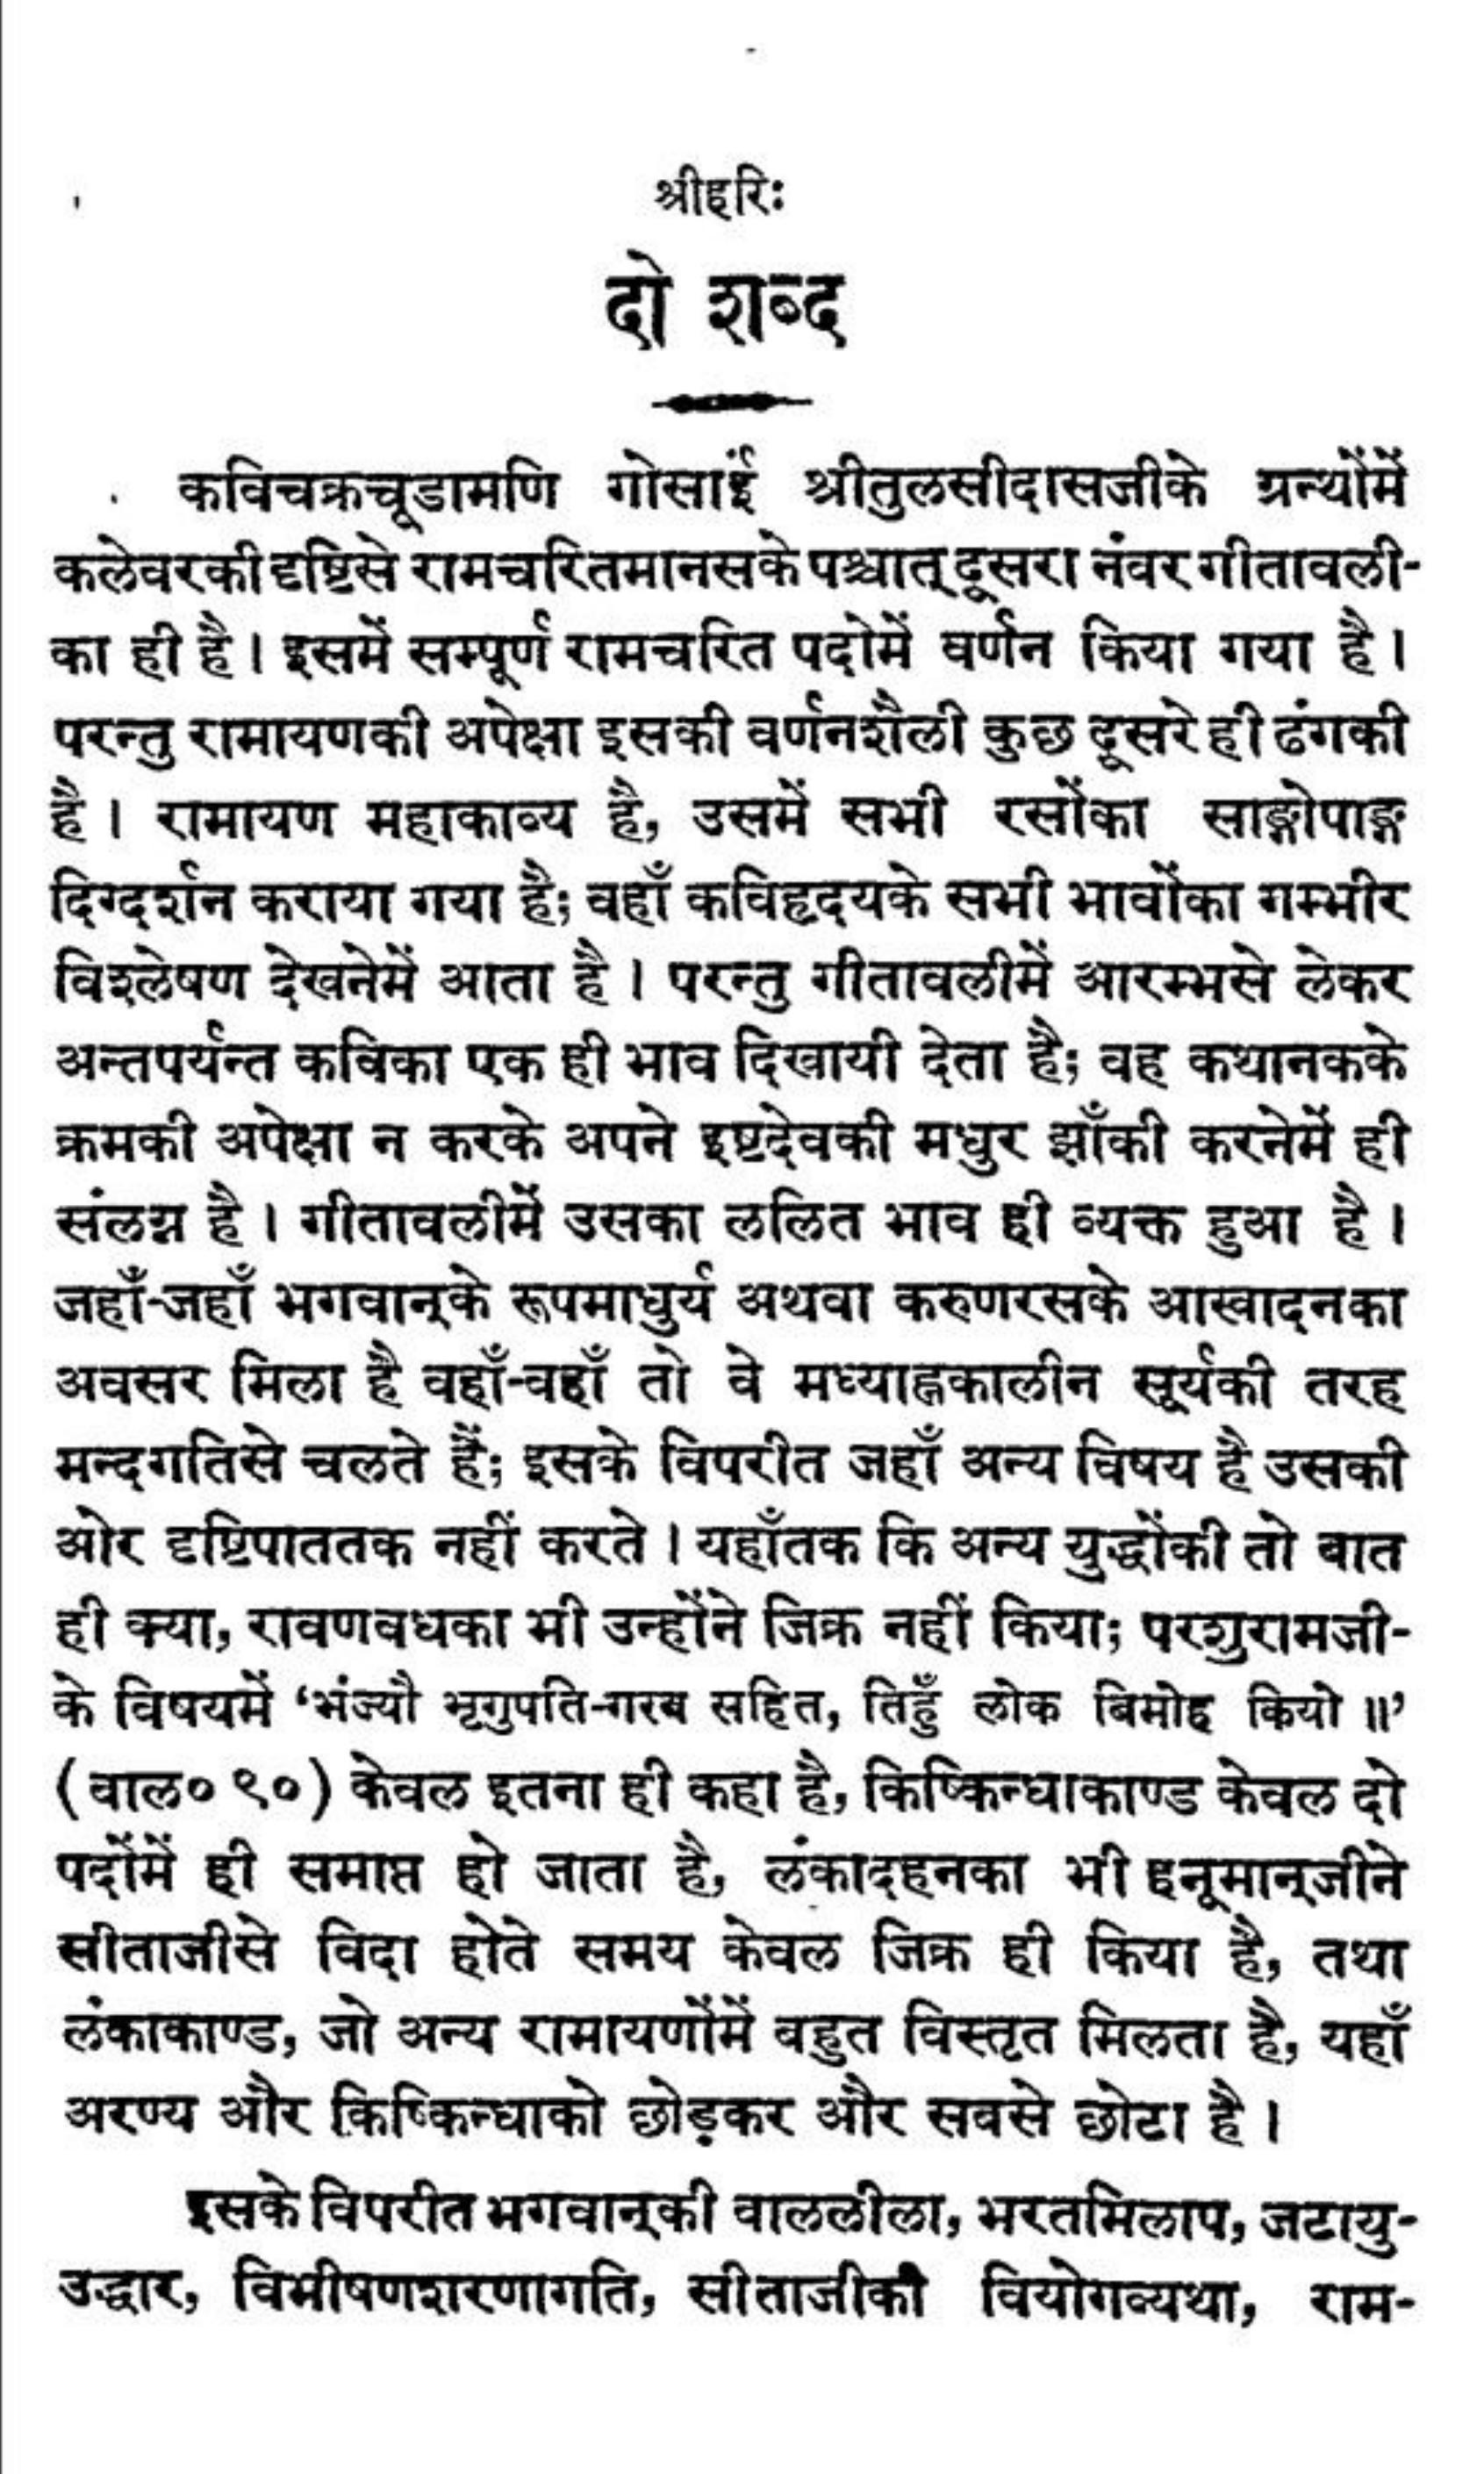 श्रीहरिः
दो शब्द
कविचक्रचूडामणि गोसाईं श्रीतुलसीदासजीके ग्रन्थोंमें
कलेवरकी दृष्टिसे रामचरितमानसके पश्चात् दूसरा नंवर गीतावली-
का ही है। इसमें सम्पूर्ण रामचरित पदोमें वर्णन किया गया है।
परन्तु रामायणकी अपेक्षा इसकी वर्णनशैली कुछ दूसरे ही ढंगकी
है। रामायण महाकाव्य है, उसमें सभी रसोंका साङ्गोपाङ्ग
दिग्दर्शन कराया गया है; वहाँ कविहृदयके सभी भावोंका गम्भीर
विश्लेषण देखनेमें आता है। परन्तु गीतावलीमें आरम्भसे लेकर
अन्तपर्यन्त कविका एक ही भाव दिखायी देता है; वह कथानकके
क्रमकी अपेक्षा न करके अपने इष्टदेवकी मधुर झाँकी करनेमें ही
संलग्न है। गीतावलीमें उसका ललित भाव ही व्यक्त हुआ है।
जहाँ-जहाँ भगवान्‌के रूपमाधुर्य अथवा करुणरसके आस्वादनका
अवसर मिला है वहाँ-वहाँ तो वे मध्याह्नकालीन सूर्यकी तरह
मन्दगतिसे चलते हैं; इसके विपरीत जहाँ अन्य विषय है उसकी
ओर दृष्टिपाततक नहीं करते। यहाँतक कि अन्य युद्धोंकी तो वात
ही क्या, रावणवधका भी उन्होंने जिक्र नहीं किया; परशुरामजी-
के विषयमें ‘भंज्यौ भृगुपति-गरब सहित, तिहुँ लोक बिमोह कियो॥’
(वाल० ९०) केवल इतना ही कहा है, किष्किन्धाकाण्ड केवल दो
पदोंमें ही समाप्त हो जाता है, लंकादहनका भी हनूमान्‌जीने
सीताजीसे विदा होते समय केवल जिक्र ही किया है, तथा
लंकाकाण्ड, जो अन्य रामायणोंमें वहुत विस्तृत मिलता है, यहाँ
अरण्य और किष्किन्धाको छोड़कर और सवसे छोटा है।
इसके विपरीत भगवान्‌की वाललीला, भरतमिलाप, जटायु-
उद्धार, विभीषणशरणागति, सीताजीकी वियोगव्यथा, राम-